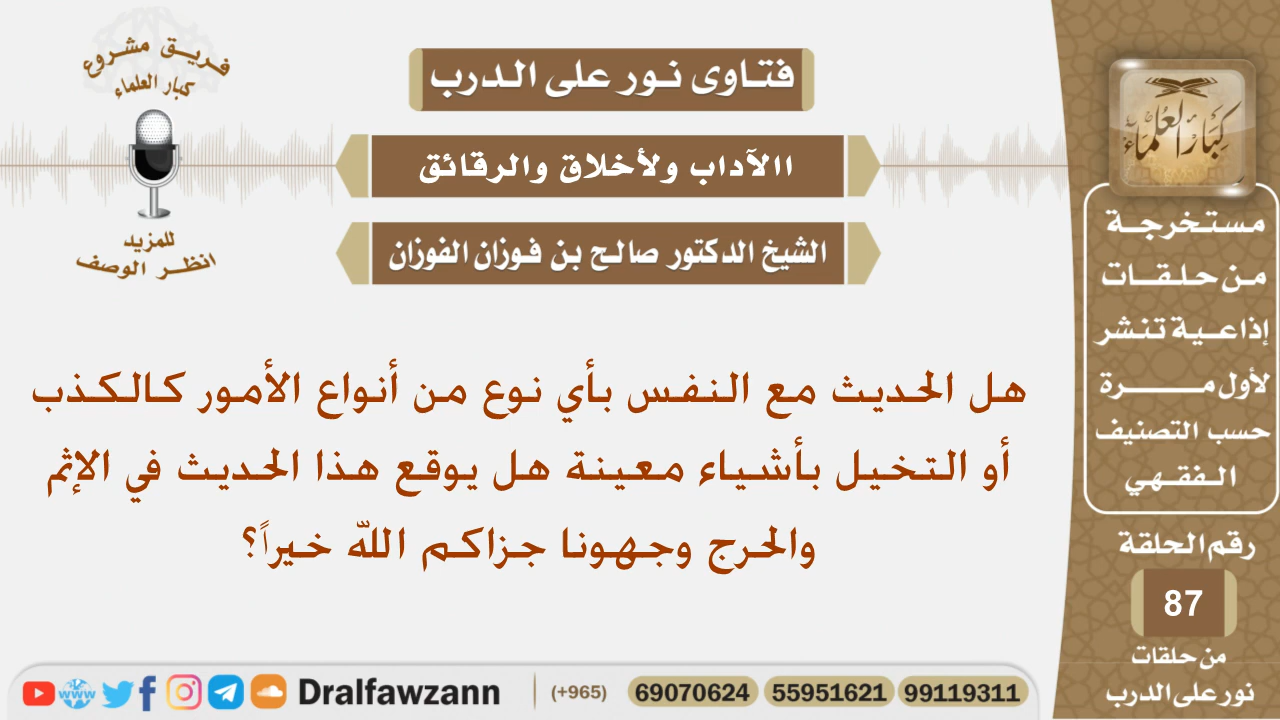 فريق مشروع
كبار العلماء
للمزيد
انظر الوصف
فتاوى نور على الدرب
االآداب ولأخلاق والرقائق
الشيخ الدكتور صالح بن فوزان الفوزان
هل الحديث مع النفس بأي نوع من أنواع الأمور كالكذب
أو التخيل بأشياء معينة هل يوقع هذا الحديث في الإثم
والحرج وجهونا جزاكم الله خيراً؟
كبار العلماء
مستخرجة
من حلقات
إذاعية تنشر
لأول مرة
حسب التصنيف
الفقهي
رقم الحلقة
87
من حلقات
نور على الدرب
www Dralfawzann (+965) 69070624 55951621 99119311